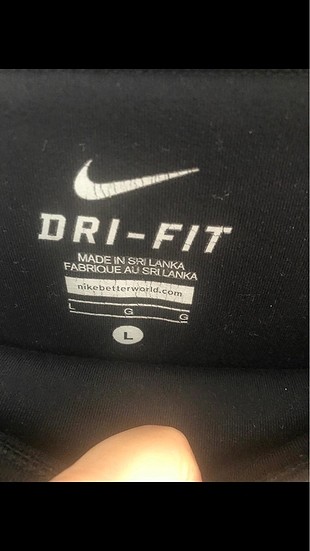 DRI-FIT
MADE IN SRI LANKA
FABRIQUE AU SRI LANKA
nikebetterworld.com
L G G
L